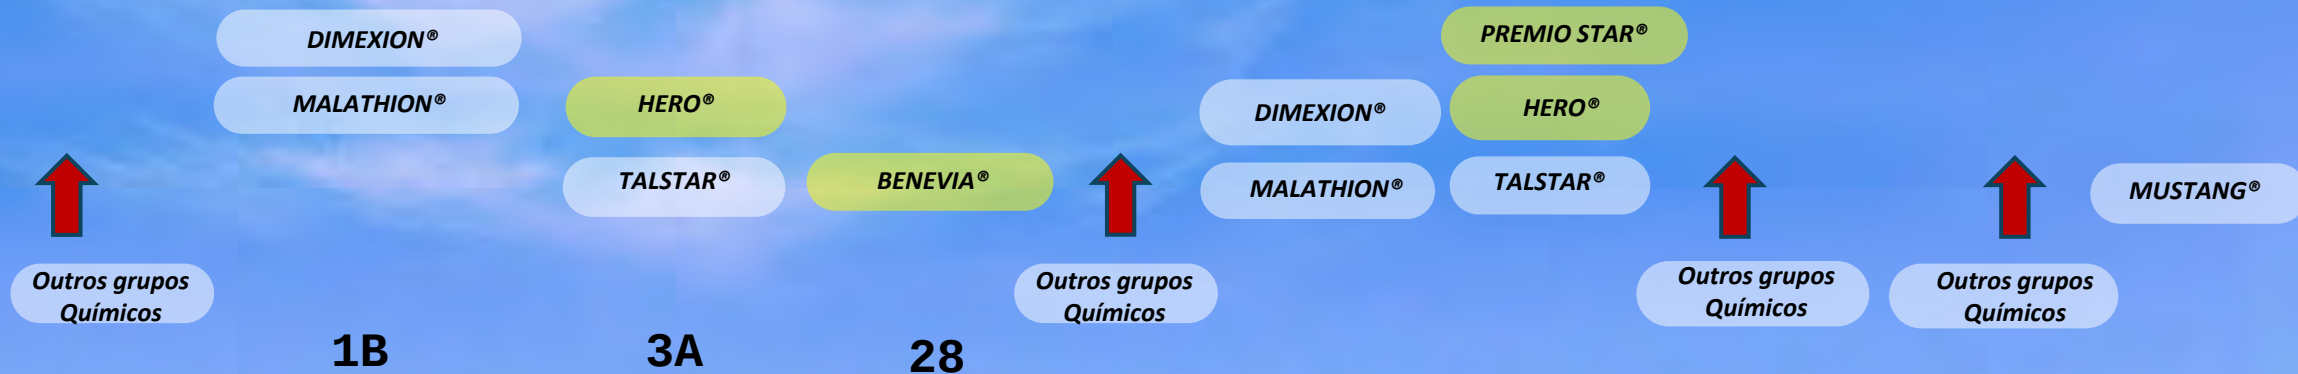 DIMEXION®
MALATHION®
HERO®
TALSTAR®
BENEVIA®
DIMEXION®
MALATHION®
PREMIO STAR®
HERO®
TALSTAR®
MUSTANG®
Outros grupos
Químicos
Outros grupos
Químicos
Outros grupos
Químicos
Outros grupos
Químicos
1B
3A
28